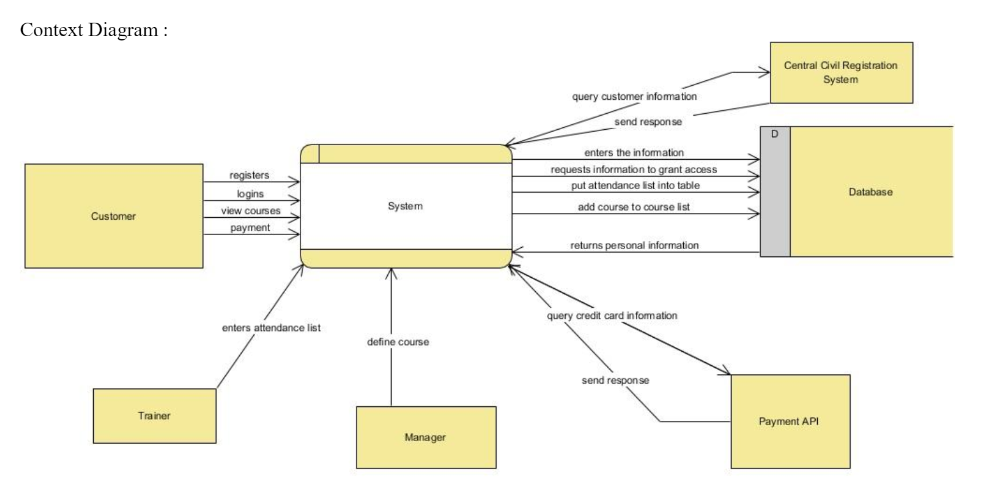 Context Diagram :
Central Civil Registration
System
query customer information
send response
D
enters the information
registers
requests information to grant access
logins
put attendance list into table
Customer
view courses
System
add course to course list
Database
payment
returns personal information
enters attendance list
define course
query credit card information
send response
Trainer
Manager
Payment API